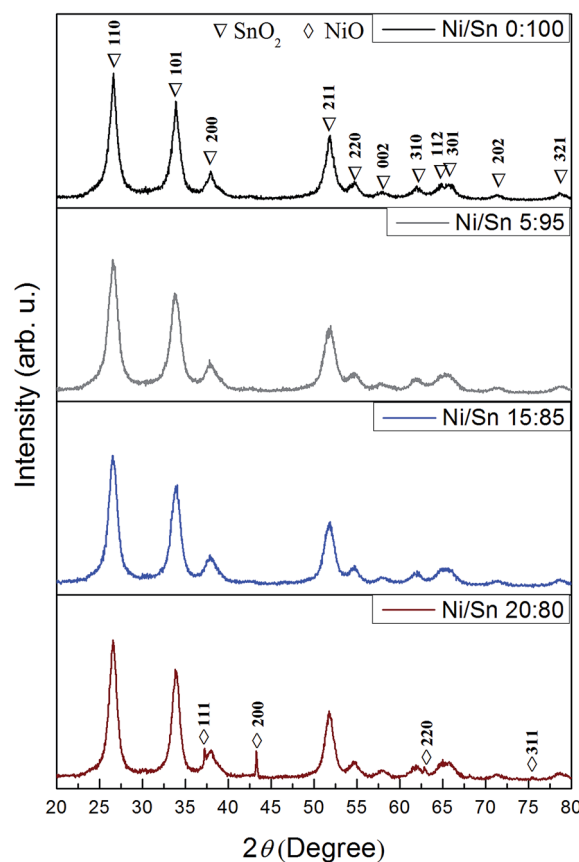 ▽ SnO₂ ◇ NiO
Ni/Sn 0:100
110
101
200
211
220
002
310
112
301
202
321
Ni/Sn 5:95
Ni/Sn 15:85
Ni/Sn 20:80
111
200
220
311
20 25 30 35 40 45 50 55 60 65 70 75 80
2θ (Degree)
Intensity (arb. u.)